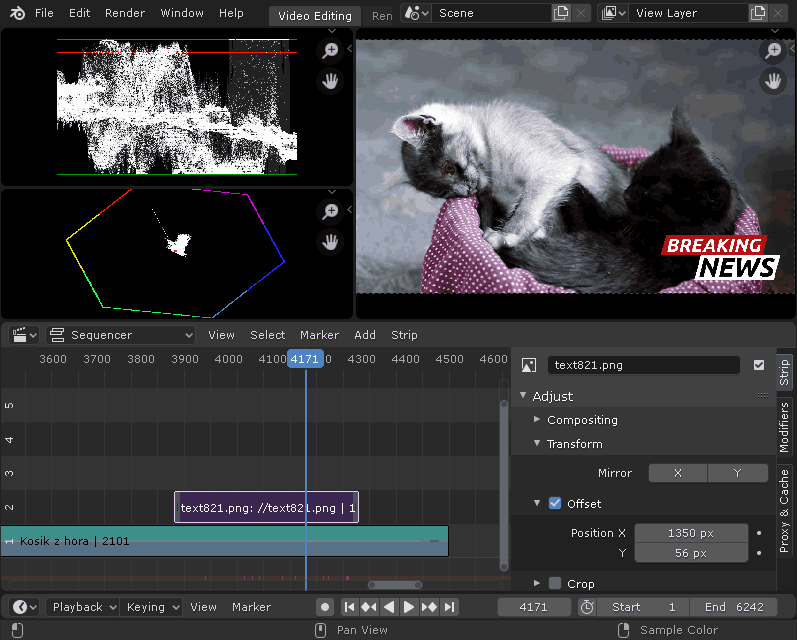 File Edit Render Window Help Video Editing Ren Scene View Layer
BREAKING
NEWS
Sequencer View Select Marker Add Strip
3600 3700 3800 3900 4000 4100 4171 4300 4400 4500 4600
text821.png
Strip
Adjust
Compositing
Transform
Modifiers
Mirror X Y
Offset
Position X 1350 px
Y 56 px
Proxy & Cache
Crop
5
4
3
2 text821.png: //text821.png | 1
1 Kosik z hora | 2101
Playback Keying View Marker 4171 Start 1 End 6242
Pan View Sample Color